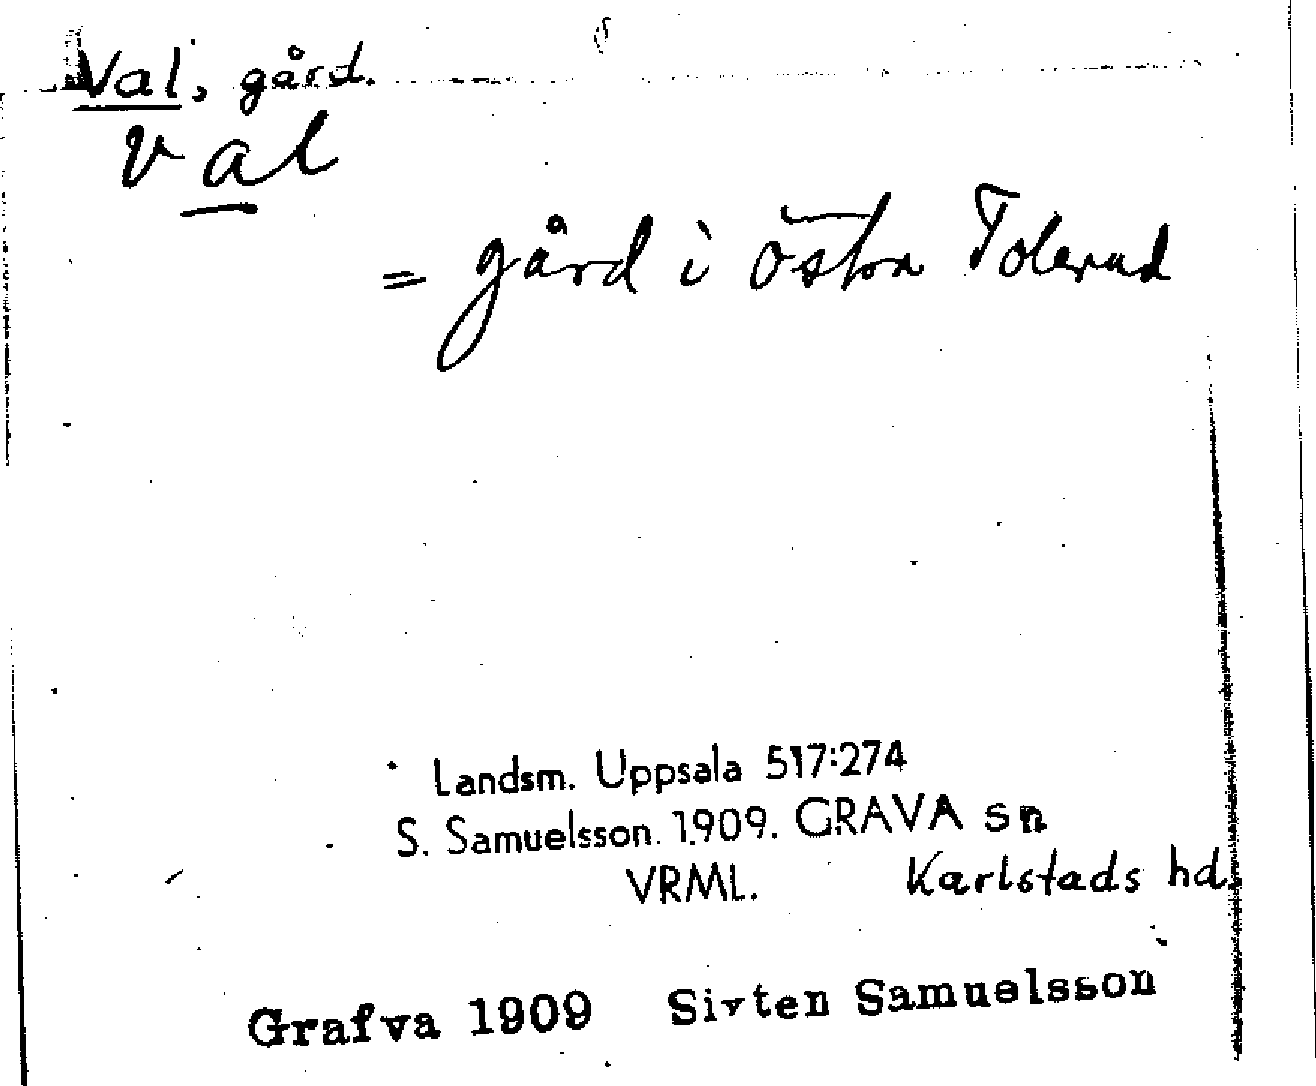 Val, gård.
val
= gård i östra Tolerud
Landsm. Uppsala 517:274
S. Samuelsson. 1909. GRAVA sn
VRML. Karlstads hd.
Grafva 1909 Sixten Samuelsson